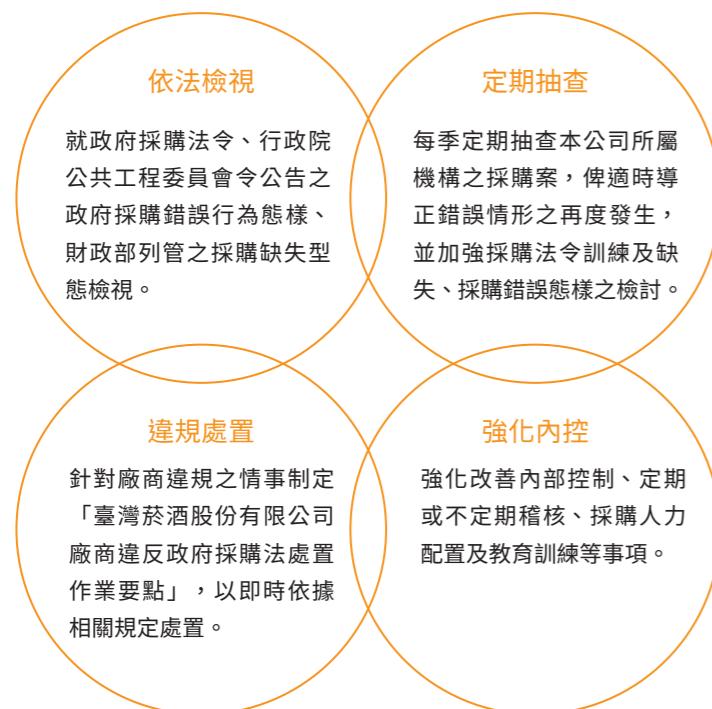 依法檢視
就政府採購法令、行政院
公共工程委員會令公告之
政府採購錯誤行為態樣、
財政部列管之採購缺失型
態檢視。
定期抽查
每季定期抽查本公司所屬
機構之採購案，俾適時導
正錯誤情形之再度發生，
並加強採購法令訓練及缺
失、採購錯誤態樣之檢討。
違規處置
針對廠商違規之情事制定
「臺灣菸酒股份有限公司
廠商違反政府採購法處置
作業要點」，以即時依據
相關規定處置。
強化內控
強化改善內部控制、定期
或不定期稽核、採購人力
配置及教育訓練等事項。